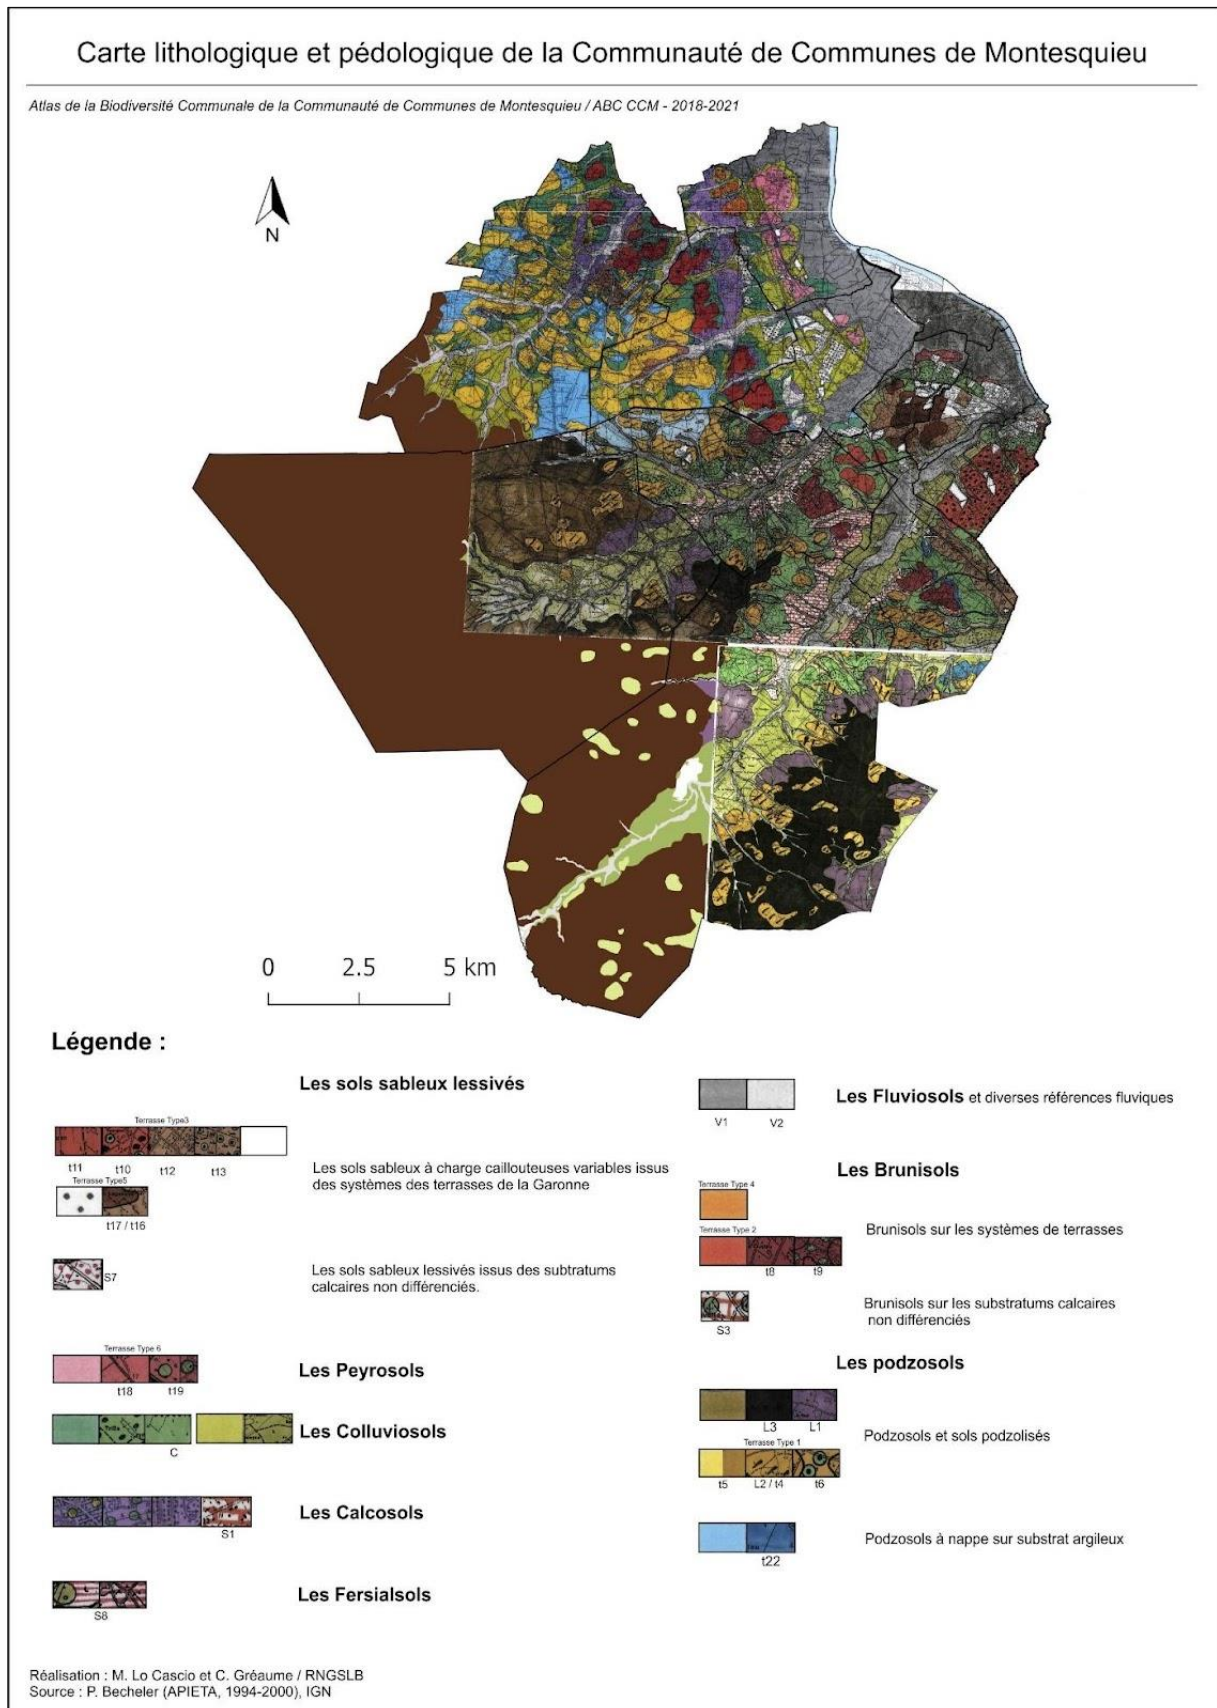 Carte lithologique et pédologique de la Communauté de Communes de Montesquieu
Atlas de la Biodiversité Communale de la Communauté de Communes de Montesquieu / ABC CCM - 2018-2021
N
0 2.5 5 km
Légende :
Les sols sableux lessivés
Terrasse Type3
t11 t10 t12 t13
Les sols sableux à charge caillouteuses variables issus
des systèmes des terrasses de la Garonne
Terrasse Type5
t17 / t16
S7
Les sols sableux lessivés issus des subtratums
calcaires non différenciés.
Terrasse Type 6
t18 t19
Les Peyrosols
C
Les Colluviosols
S1
Les Calcosols
S8
Les Fersialsols
V1 V2
Les Fluviosols et diverses références fluviques
Les Brunisols
Terrasse Type 4
Terrasse Type 2
t8 t9
Brunisols sur les systèmes de terrasses
S3
Brunisols sur les substratums calcaires
non différenciés
Les podzosols
L3 L1
Podzosols et sols podzolisés
Terrasse Type 1
t5 L2 / t4 t6
t22
Podzosols à nappe sur substrat argileux
Réalisation : M. Lo Cascio et C. Gréaume / RNGSLB
Source : P. Becheler (APIETA, 1994-2000), IGN